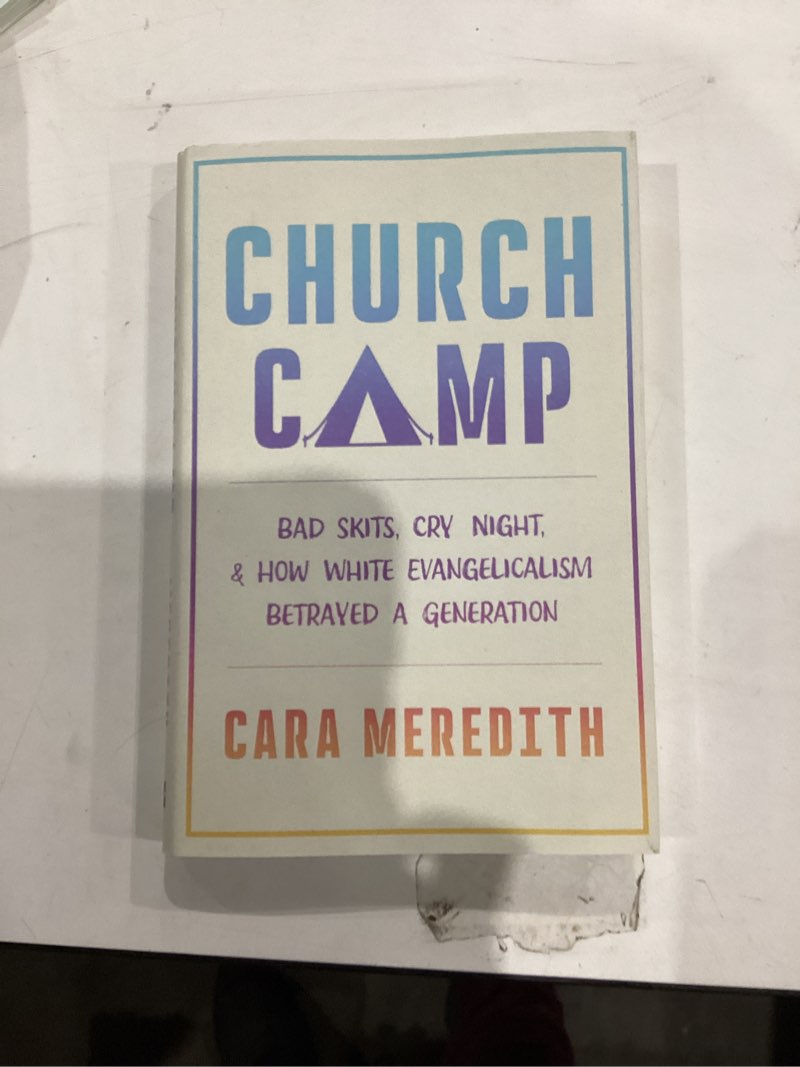 CHURCH
CAMP
BAD SKITS, CRY NIGHT,
& HOW WHITE EVANGELICALISM
BETRAYED A GENERATION
CARA MEREDITH